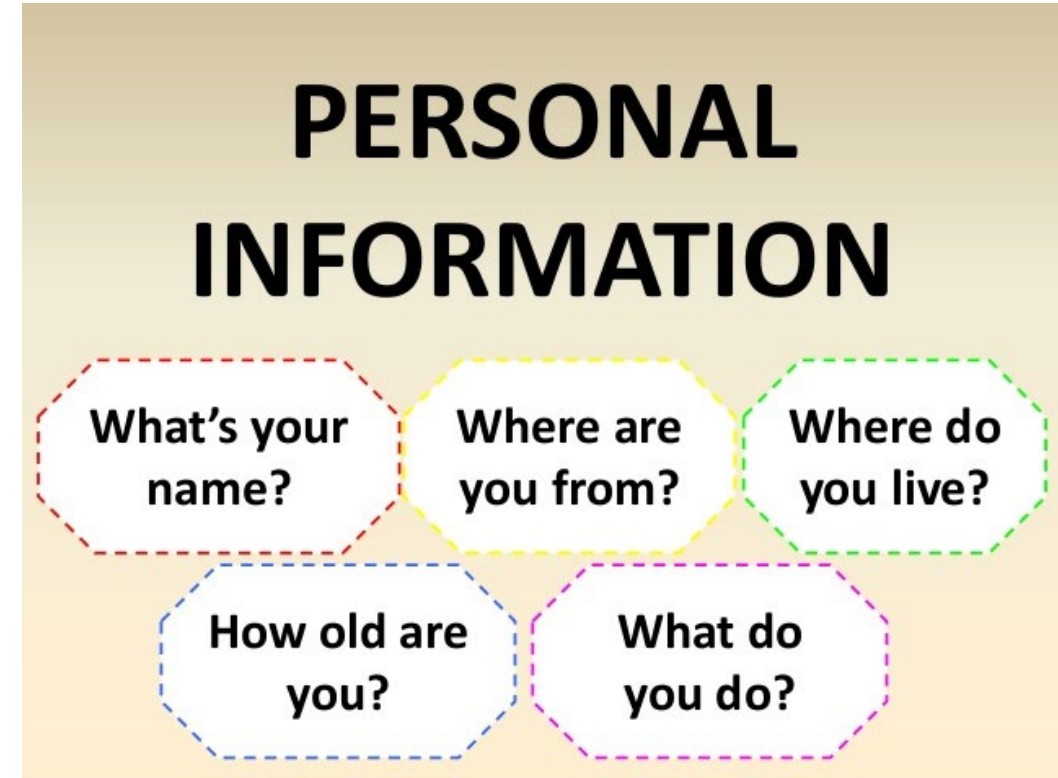 PERSONAL
INFORMATION
What’s your
name?
Where are
you from?
Where do
you live?
How old are
you?
What do
you do?